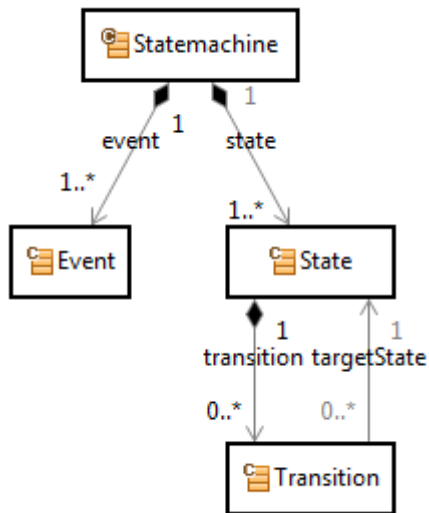 Statemachine
1
1
event
state
1..*
1..*
Event
State
1
1
transition targetState
0..*
0..*
Transition